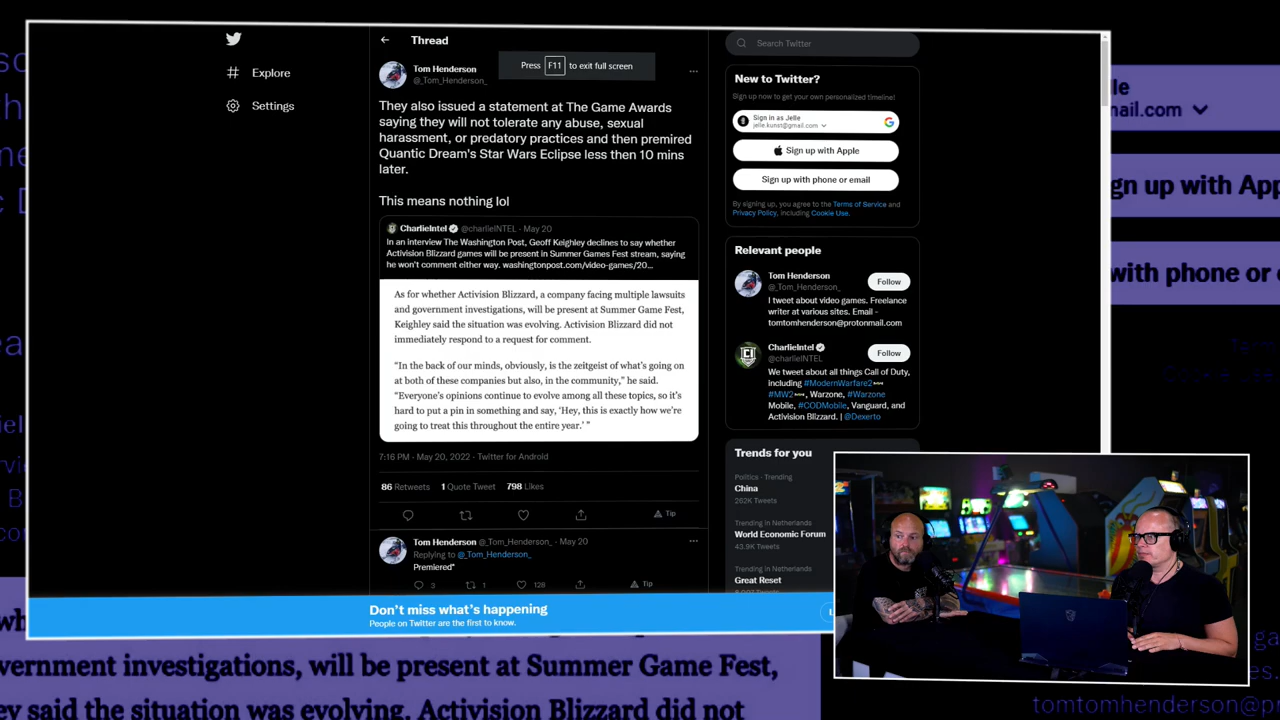 Explore
Settings
Thread
Press F11 to exit full screen
Tom Henderson
@_Tom_Henderson_
They also issued a statement at The Game Awards
saying they will not tolerate any abuse, sexual
harassment, or predatory practices and then premired
Quantic Dream's Star Wars Eclipse less then 10 mins
later.
This means nothing lol
CharlieIntel @charlieINTEL · May 20
In an interview The Washington Post, Geoff Keighley declines to say whether
Activision Blizzard games will be present in Summer Games Fest stream, saying
he won't comment either way. washingtonpost.com/video-games/20...
As for whether Activision Blizzard, a company facing multiple lawsuits
and government investigations, will be present at Summer Game Fest,
Keighley said the situation was evolving. Activision Blizzard did not
immediately respond to a request for comment.
“In the back of our minds, obviously, is the zeitgeist of what’s going on
at both of these companies but also, in the community,” he said.
“Everyone’s opinions continue to evolve among all these topics, so it’s
hard to put a pin in something and say, ‘Hey, this is exactly how we’re
going to treat this throughout the entire year.’ ”
7:16 PM · May 20, 2022 · Twitter for Android
86 Retweets 1 Quote Tweet 798 Likes
Tip
Tom Henderson @_Tom_Henderson_ · May 20
Replying to @_Tom_Henderson_
Premiered*
3 1 128 Tip
Search Twitter
New to Twitter?
Sign up now to get your own personalized timeline!
Sign in as Jelle
jelle.kunst@gmail.com
Sign up with Apple
Sign up with phone or email
By signing up, you agree to the Terms of Service and
Privacy Policy, including Cookie Use.
Relevant people
Tom Henderson
@_Tom_Henderson_
Follow
I tweet about video games. Freelance
writer at various sites. Email -
tomtomhenderson@protonmail.com
CharlieIntel
@charlieINTEL
Follow
We tweet about all things Call of Duty,
including #ModernWarfare2
#MW2, Warzone, #Warzone
Mobile, #CODMobile, Vanguard, and
Activision Blizzard. | @Dexerto
Trends for you
Politics · Trending
China
262K Tweets
Trending in Netherlands
World Economic Forum
43.9K Tweets
Trending in Netherlands
Great Reset
Don’t miss what’s happening
People on Twitter are the first to know.
mail.com
gn up with App
with phone or e
vernment investigations, will be present at Summer Game Fest,
ey said the situation was evolving. Activision Blizzard did not
tomtomhenderson@p